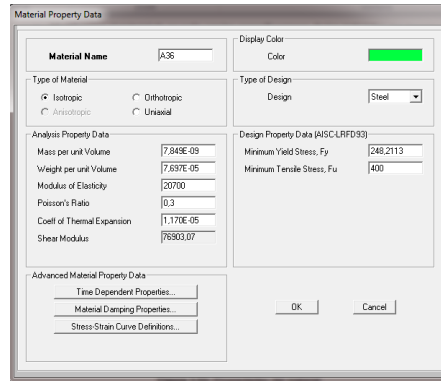 Material Property Data
Material Name A36
Display Color
Color
Type of Material
Isotropic Orthotropic
Anisotropic Uniaxial
Type of Design
Design Steel
Analysis Property Data
Mass per unit Volume 7,849E-09
Weight per unit Volume 7,697E-05
Modulus of Elasticity 20700
Poisson's Ratio 0,3
Coeff of Thermal Expansion 1,170E-05
Shear Modulus 76903,07
Design Property Data (AISC-LRFD93)
Minimum Yield Stress, Fy 248,2113
Minimum Tensile Stress, Fu 400
Advanced Material Property Data
Time Dependent Properties...
Material Damping Properties...
Stress-Strain Curve Definitions...
OK Cancel